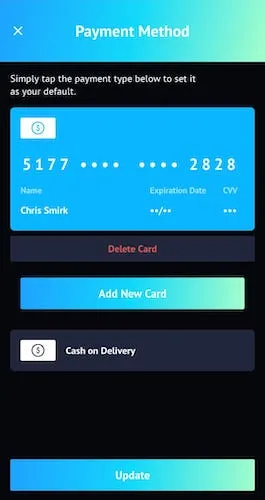 Payment Method
Simply tap the payment type below to set it
as your default.
5177 •••• •••• 2828
Name Expiration Date CVV
Chris Smirk ••/•• •••
Delete Card
Add New Card
Cash on Delivery
Update